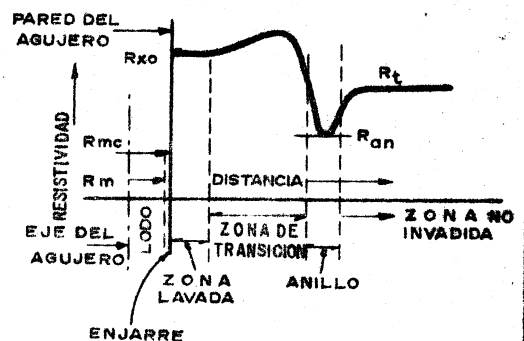 PARED DEL
AGUJERO
Rxo
Rt
Ran
RESISTIVIDAD
Rmc
Rm
DISTANCIA
EJE DEL
AGUJERO
LODO
ZONA DE
TRANSICION
ZONA NO
INVADIDA
ZONA
LAVADA
ANILLO
ENJARRE